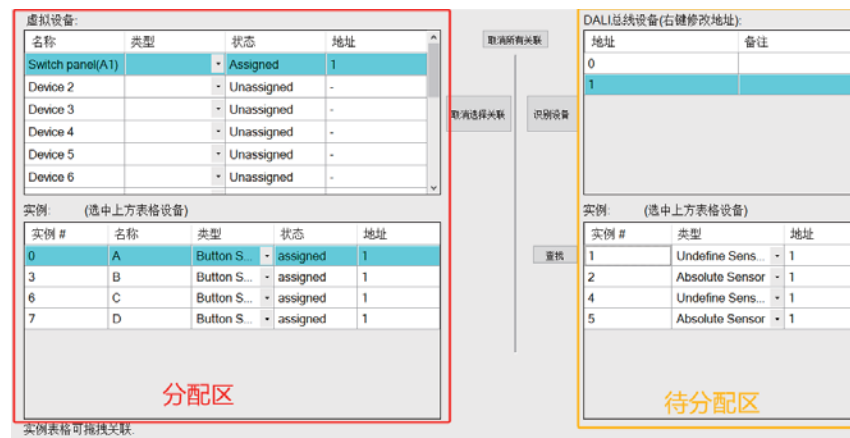 虚拟设备:
名称 类型 状态 地址
Switch panel(A1) Assigned 1
Device 2 Unassigned -
Device 3 Unassigned -
Device 4 Unassigned -
Device 5 Unassigned -
Device 6 Unassigned -
实例: (选中上方表格设备)
实例 # 名称 类型 状态 地址
0 A Button S... assigned 1
3 B Button S... assigned 1
6 C Button S... assigned 1
7 D Button S... assigned 1
分配区
实例表格可拖拽关联.
取消所有关联
取消选择关联 识别设备
查找
DALI总线设备(右键修改地址):
地址 备注
0
1
实例: (选中上方表格设备)
实例 # 类型 地址
1 Undefine Sens... 1
2 Absolute Sensor 1
4 Undefine Sens... 1
5 Absolute Sensor 1
待分配区